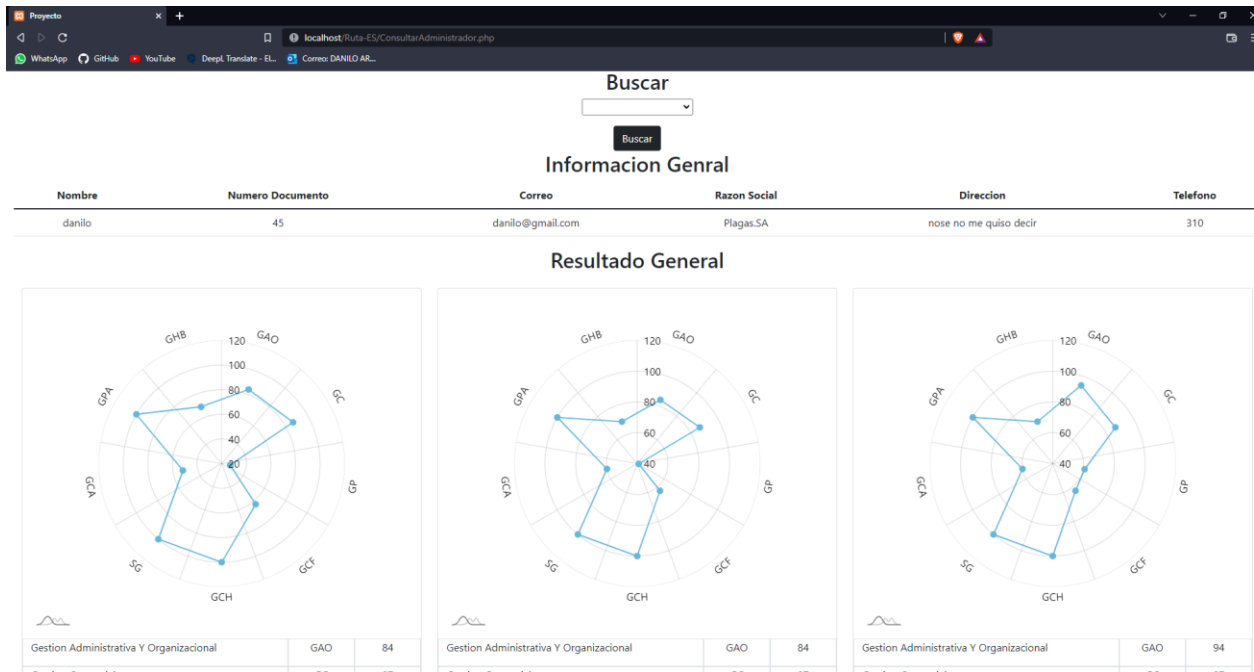 Proyecto
localhost/Ruta-ES/ConsultarAdministrador.php
WhatsApp GitHub YouTube DeepL Translate - El... Correo: DANILO AR...
Buscar
Buscar
Informacion Genral
Nombre Numero Documento Correo Razon Social Direccion Telefono
danilo 45 danilo@gmail.com Plagas.SA nose no me quiso decir 310
Resultado General
GHB 120 GAO
100
GPA 80 GC
60
40
20
GCA GP
SG GCF
GCH
GHB 120 GAO
100
GPA 80 GC
60
40
GCA GP
SG GCF
GCH
GHB 120 GAO
100
GPA 80 GC
60
40
GCA GP
SG GCF
GCH
Gestion Administrativa Y Organizacional GAO 84
Gestion Administrativa Y Organizacional GAO 84
Gestion Administrativa Y Organizacional GAO 94